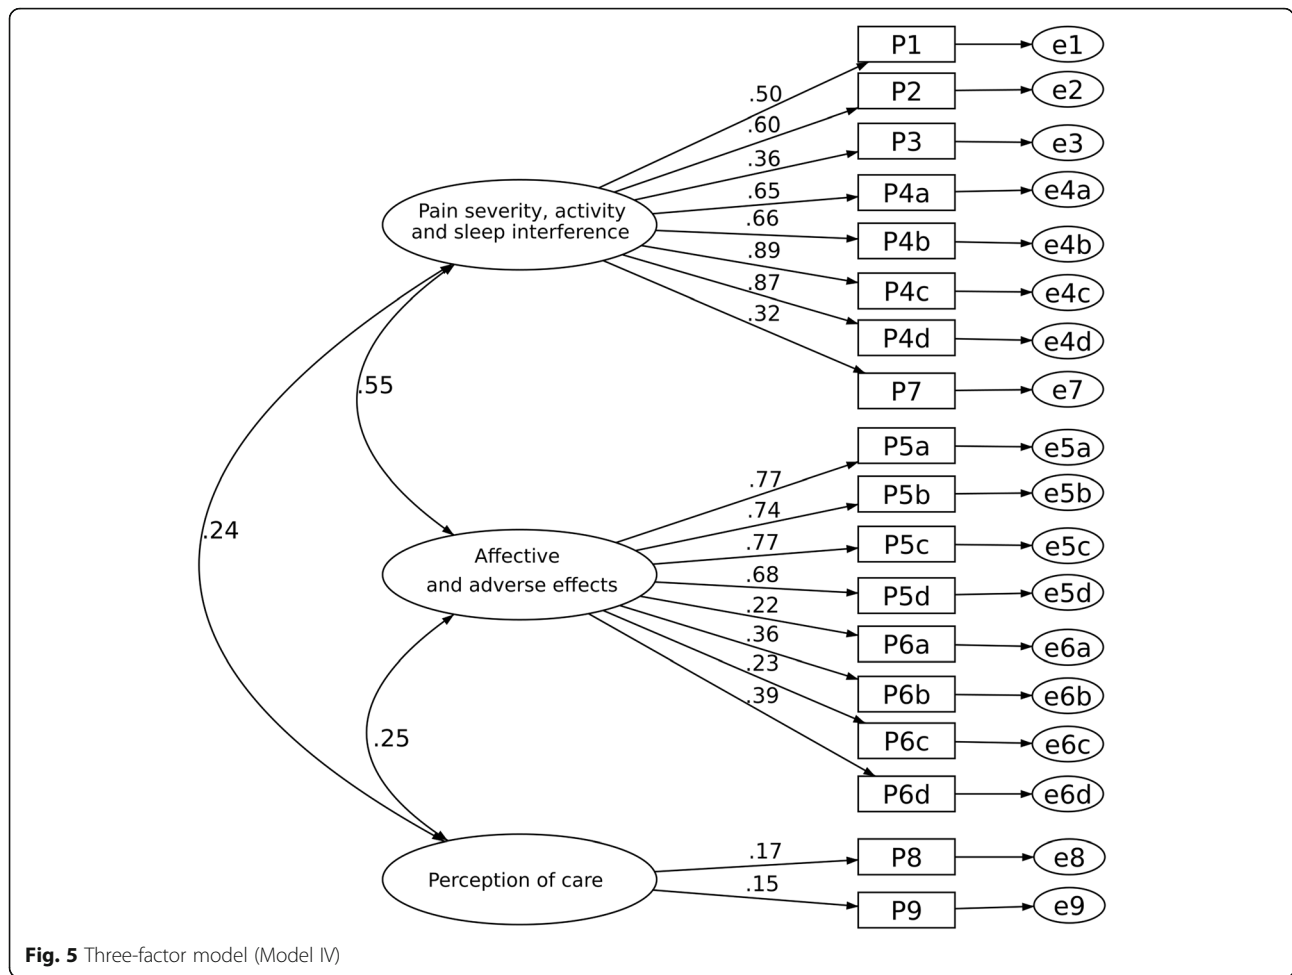 P1 e1
.50
P2 e2
.60
P3 e3
.36
P4a e4a
.65
Pain severity, activity
and sleep interference
.66
P4b e4b
.89
P4c e4c
.87
P4d e4d
.32
P7 e7
.55
P5a e5a
.77
P5b e5b
.74
.24
P5c e5c
.77
Affective
and adverse effects
.68
P5d e5d
.22
P6a e6a
.36
P6b e6b
.23
.39
.25
P6c e6c
P6d e6d
.17
P8 e8
Perception of care
.15
P9 e9
Fig. 5 Three-factor model (Model IV)